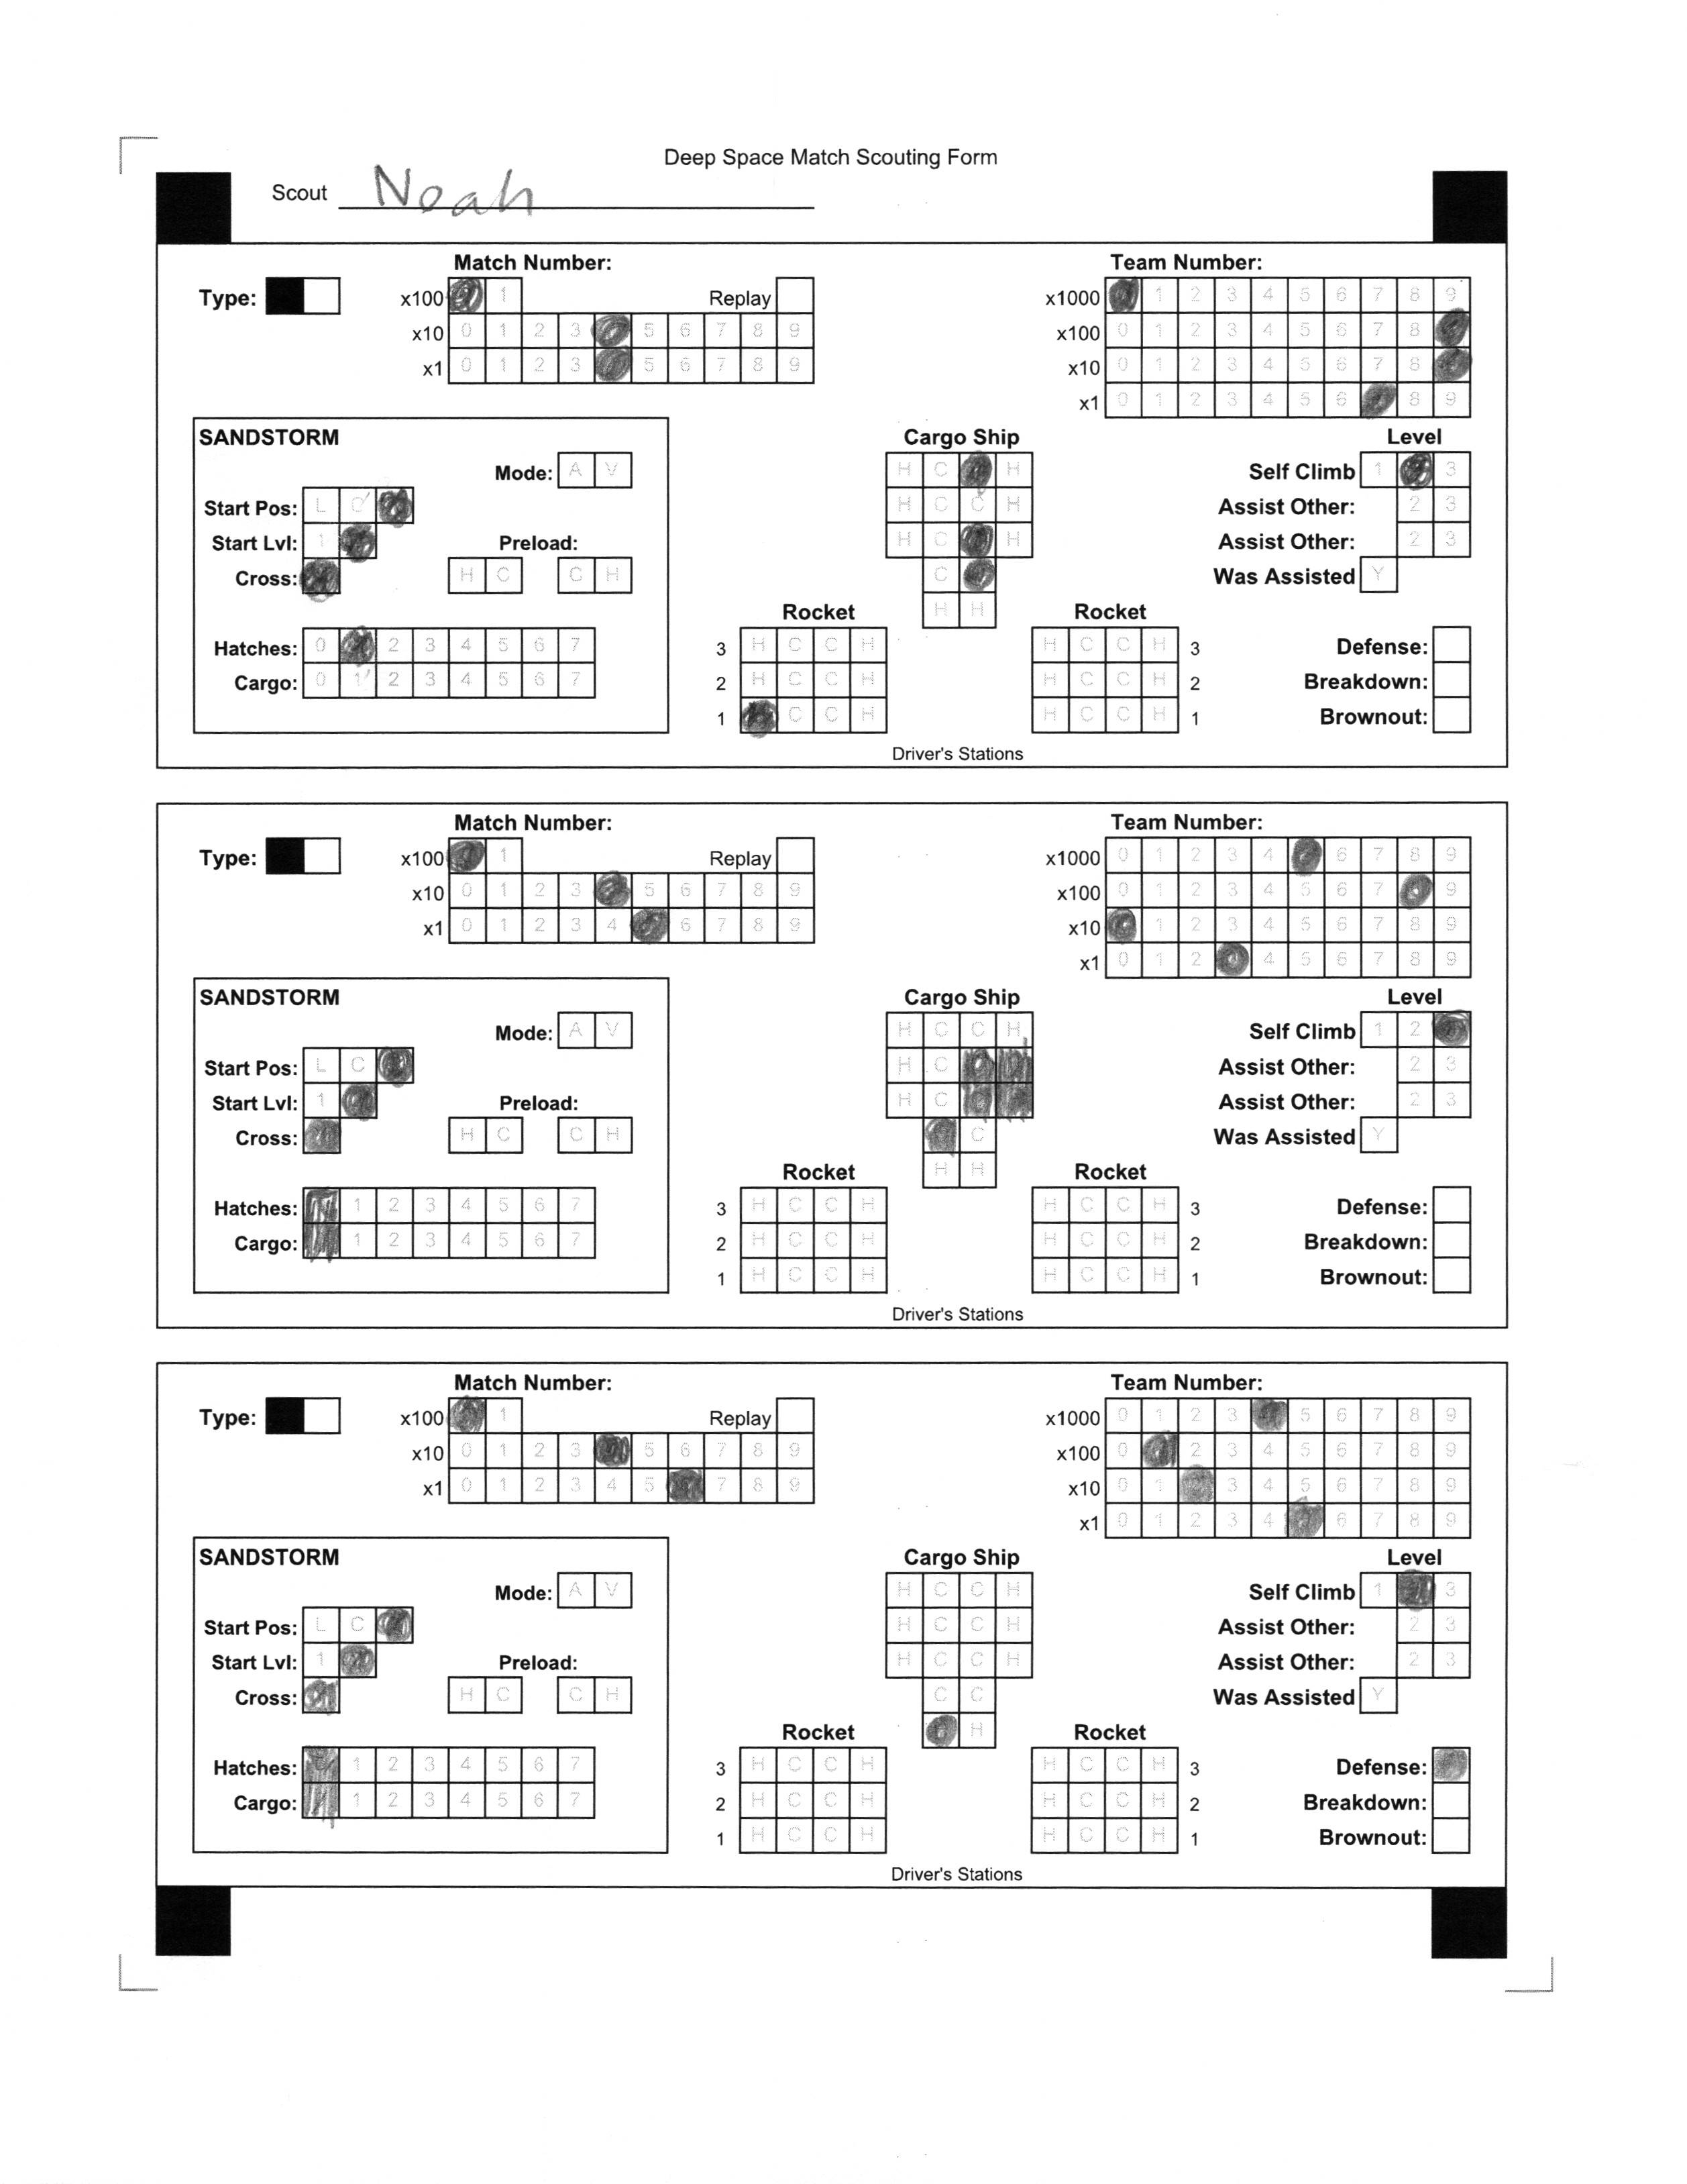 Deep Space Match Scouting Form
Scout Noah
Match Number: Team Number:
Type: x100 1 Replay x1000 1 2 3 4 5 6 7 8 9
x10 0 1 2 3 5 6 7 8 9 x100 0 1 2 3 4 5 6 7 8
x1 0 1 2 3 5 6 7 8 9 x10 0 1 2 3 4 5 6 7 8
x1 0 1 2 3 4 5 6 8 9
SANDSTORM Cargo Ship Level
Mode: A V H C H Self Climb 1 3
Start Pos: L C H C C H Assist Other: 2 3
Start Lvl: 1 Preload: H C H Assist Other: 2 3
Cross: H C C H C Was Assisted Y
Rocket H H Rocket
Hatches: 0 2 3 4 5 6 7 3 H C C H H C C H 3 Defense:
Cargo: 0 1 2 3 4 5 6 7 2 H C C H H C C H 2 Breakdown:
1 C C H H C C H 1 Brownout:
Driver's Stations
Match Number: Team Number:
Type: x100 1 Replay x1000 0 1 2 3 4 6 7 8 9
x10 0 1 2 3 5 6 7 8 9 x100 0 1 2 3 4 5 6 7 9
x1 0 1 2 3 4 6 7 8 9 x10 1 2 3 4 5 6 7 8 9
x1 0 1 2 4 5 6 7 8 9
SANDSTORM Cargo Ship Level
Mode: A V H C C H Self Climb 1 2
Start Pos: L C H C Assist Other: 2 3
Start Lvl: 1 Preload: H C Assist Other: 2 3
Cross: H C C H C Was Assisted Y
Rocket H H Rocket
Hatches: 1 2 3 4 5 6 7 3 H C C H H C C H 3 Defense:
Cargo: 1 2 3 4 5 6 7 2 H C C H H C C H 2 Breakdown:
1 H C C H H C C H 1 Brownout:
Driver's Stations
Match Number: Team Number:
Type: x100 1 Replay x1000 0 1 2 3 5 6 7 8 9
x10 0 1 2 3 5 6 7 8 9 x100 0 2 3 4 5 6 7 8 9
x1 0 1 2 3 4 5 7 8 9 x10 0 1 3 4 5 6 7 8 9
x1 0 1 2 3 4 6 7 8 9
SANDSTORM Cargo Ship Level
Mode: A V H C C H Self Climb 1 3
Start Pos: L C H C C H Assist Other: 2 3
Start Lvl: 1 Preload: H C C H Assist Other: 2 3
Cross: H C C H C C Was Assisted Y
Rocket H Rocket
Hatches: 1 2 3 4 5 6 7 3 H C C H H C C H 3 Defense:
Cargo: 1 2 3 4 5 6 7 2 H C C H H C C H 2 Breakdown:
1 H C C H H C C H 1 Brownout:
Driver's Stations